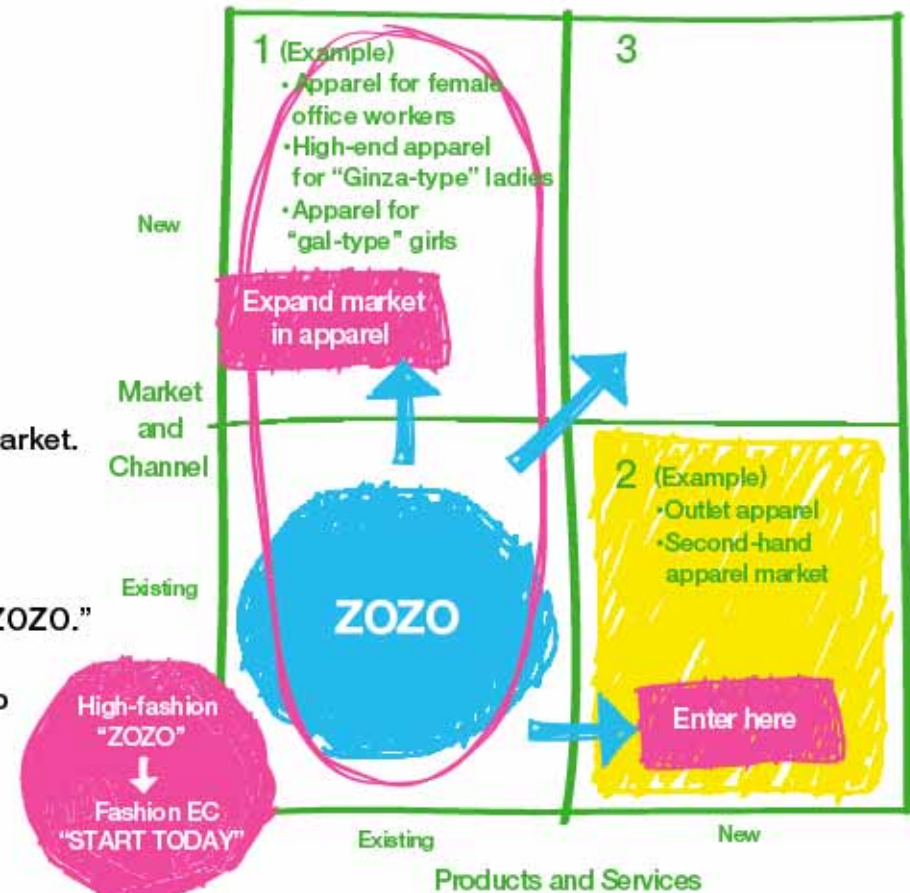 1 (Example)
•Apparel for female
office workers
•High-end apparel
for “Ginza-type” ladies
•Apparel for
“gal-type” girls
3
New
Expand market
in apparel
Market
and
Channel
arket.
2 (Example)
•Outlet apparel
•Second-hand
apparel market
Existing
ZOZO
ZOZO.”
o
High-fashion
“ZOZO”
Fashion EC
“START TODAY”
Enter here
Existing
New
Products and Services